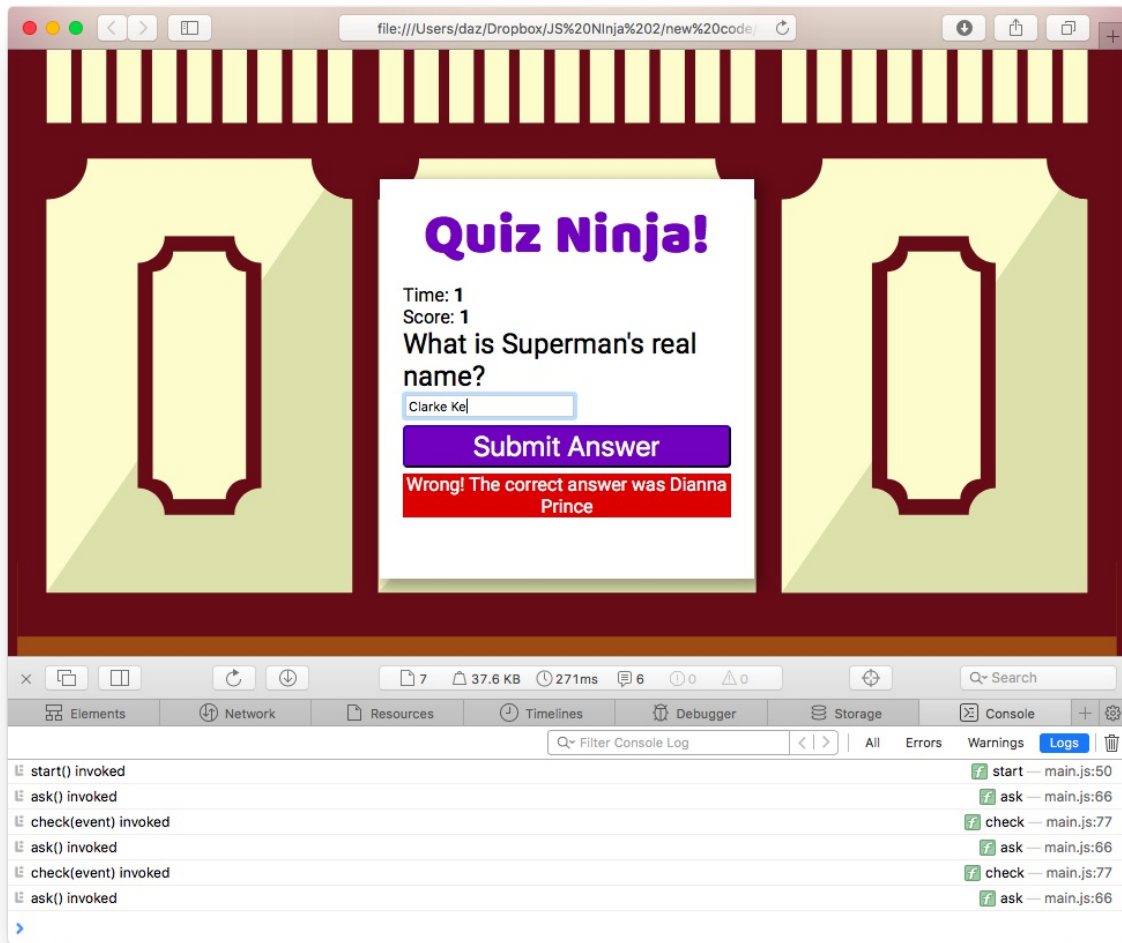 file:///Users/daz/Dropbox/JS%20NInja%202/new%20code/
Quiz Ninja!
Time: 1
Score: 1
What is Superman's real
name?
Clarke Ke
Submit Answer
Wrong! The correct answer was Dianna
Prince
7 37.6 KB 271ms 6 0 0 Search
Elements Network Resources Timelines Debugger Storage Console
Filter Console Log All Errors Warnings Logs
start() invoked start — main.js:50
ask() invoked ask — main.js:66
check(event) invoked check — main.js:77
ask() invoked ask — main.js:66
check(event) invoked check — main.js:77
ask() invoked ask — main.js:66